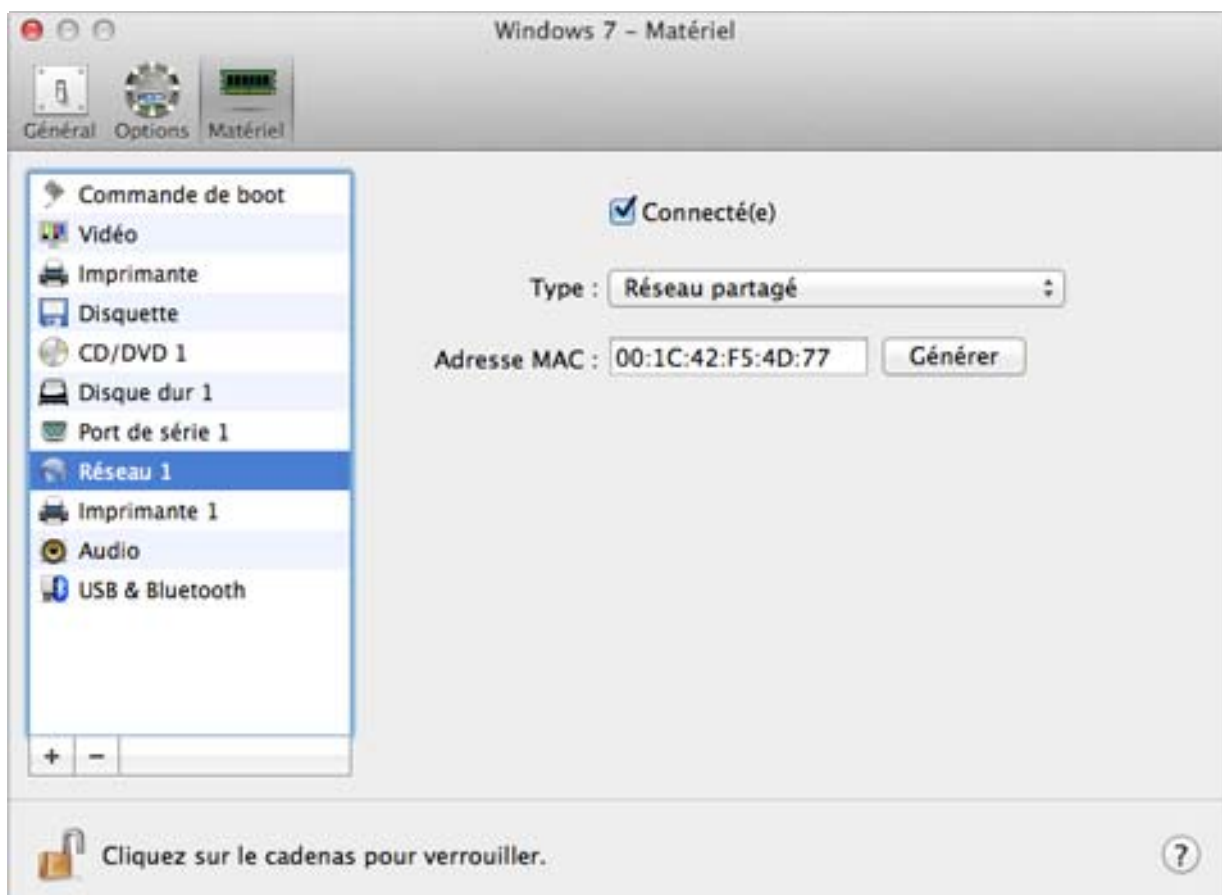 Windows 7 – Matériel
Général Options Matériel
Commande de boot
Vidéo
Imprimante
Disquette
CD/DVD 1
Disque dur 1
Port de série 1
Réseau 1
Imprimante 1
Audio
USB & Bluetooth
+ −
Connecté(e)
Type : Réseau partagé
Adresse MAC : 00:1C:42:F5:4D:77 Générer
Cliquez sur le cadenas pour verrouiller.
?